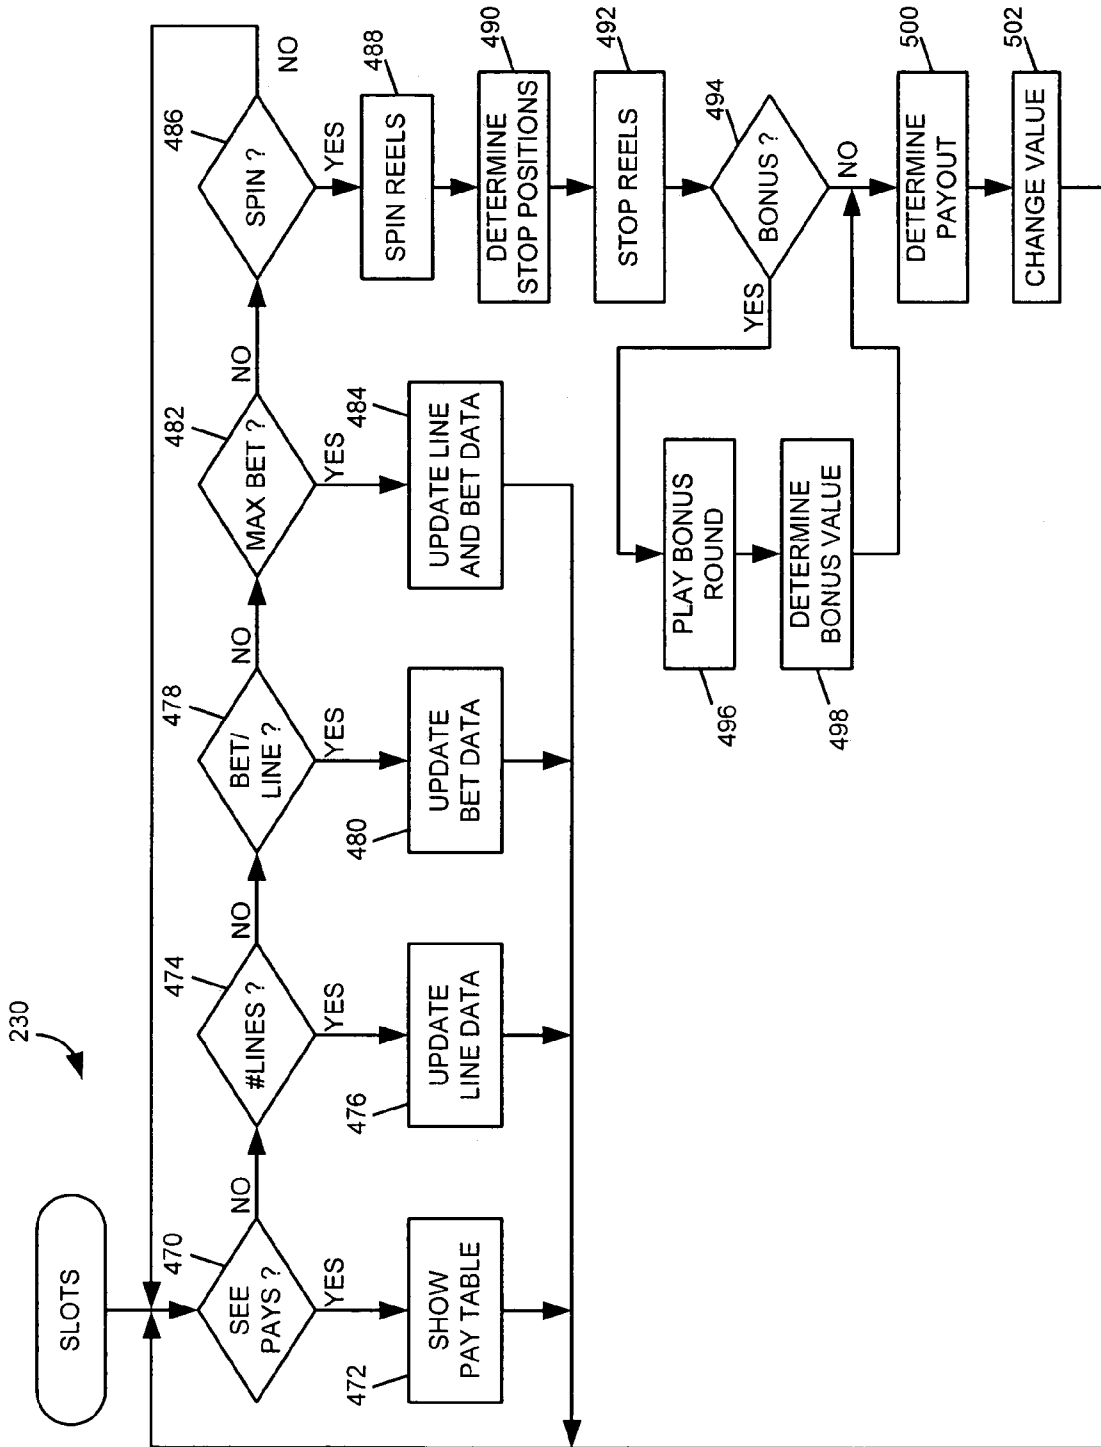 230
SLOTS
470
SEE
PAYS ?
NO
YES
472
SHOW
PAY TABLE
474
#LINES ?
NO
YES
476
UPDATE
LINE DATA
478
BET/
LINE ?
NO
YES
480
UPDATE
BET DATA
482
MAX BET ?
NO
YES
484
UPDATE LINE
AND BET DATA
486
SPIN ?
NO
YES
488
SPIN REELS
490
DETERMINE
STOP POSITIONS
492
STOP REELS
494
BONUS ?
YES
NO
496
PLAY BONUS
ROUND
498
DETERMINE
BONUS VALUE
500
DETERMINE
PAYOUT
502
CHANGE VALUE